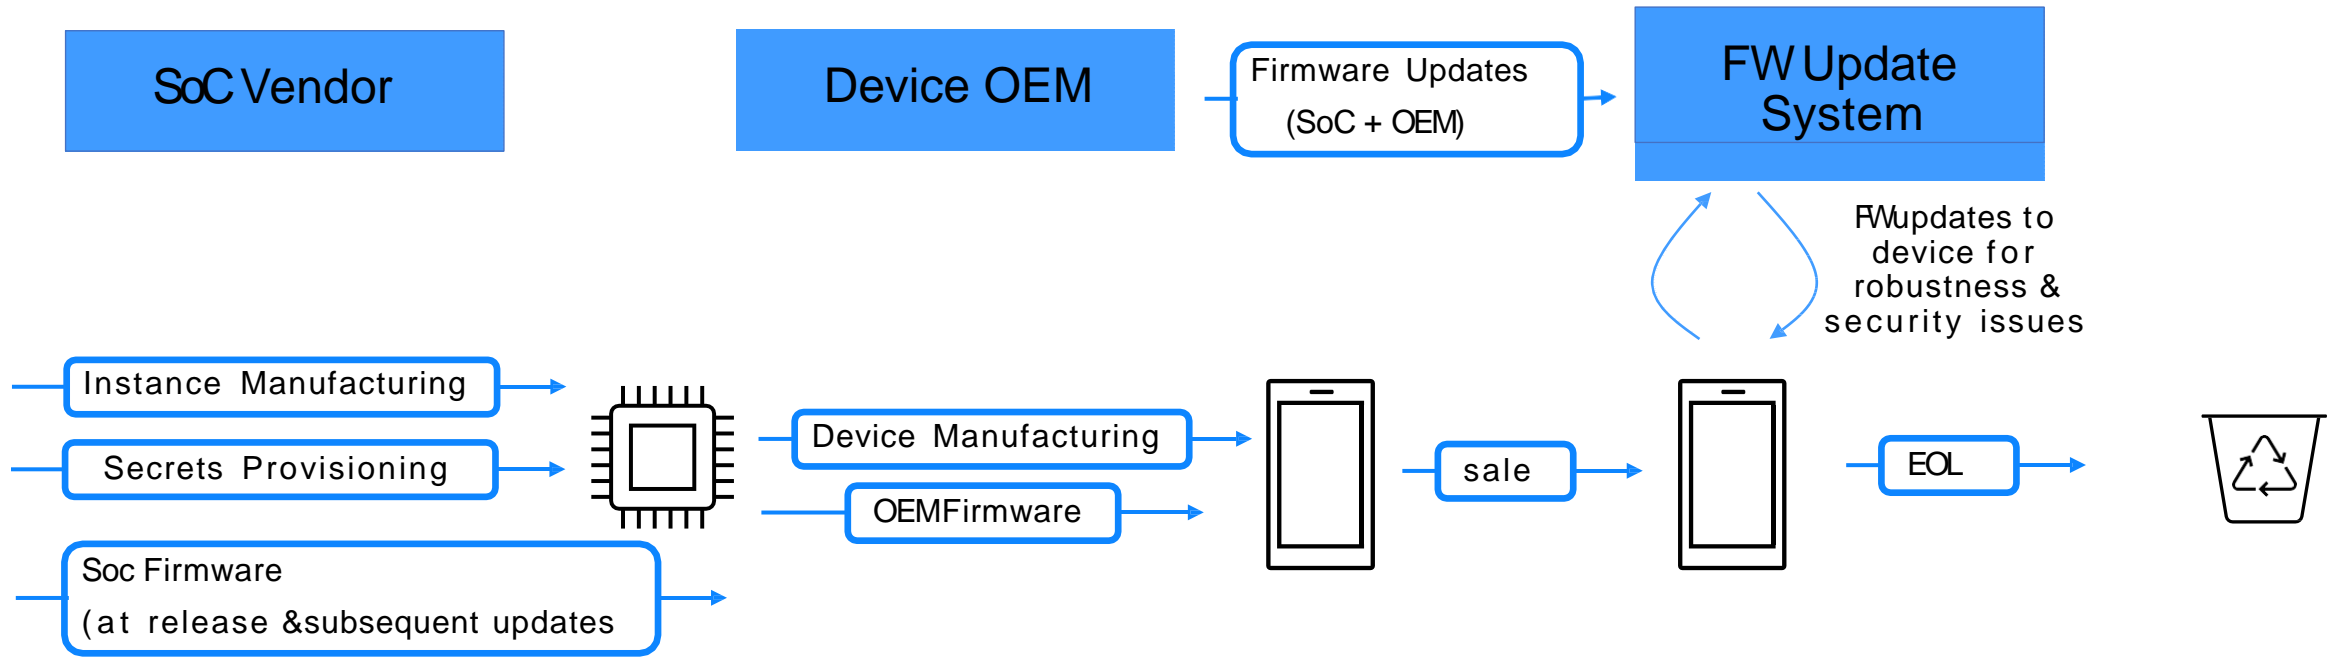 SoC Vendor
Device OEM
Firmware Updates
(SoC + OEM)
FW Update
System
FWupdates to
device for
robustness &
security issues
Instance Manufacturing
Secrets Provisioning
Soc Firmware
(at release &subsequent updates
Device Manufacturing
OEMFirmware
sale
EOL